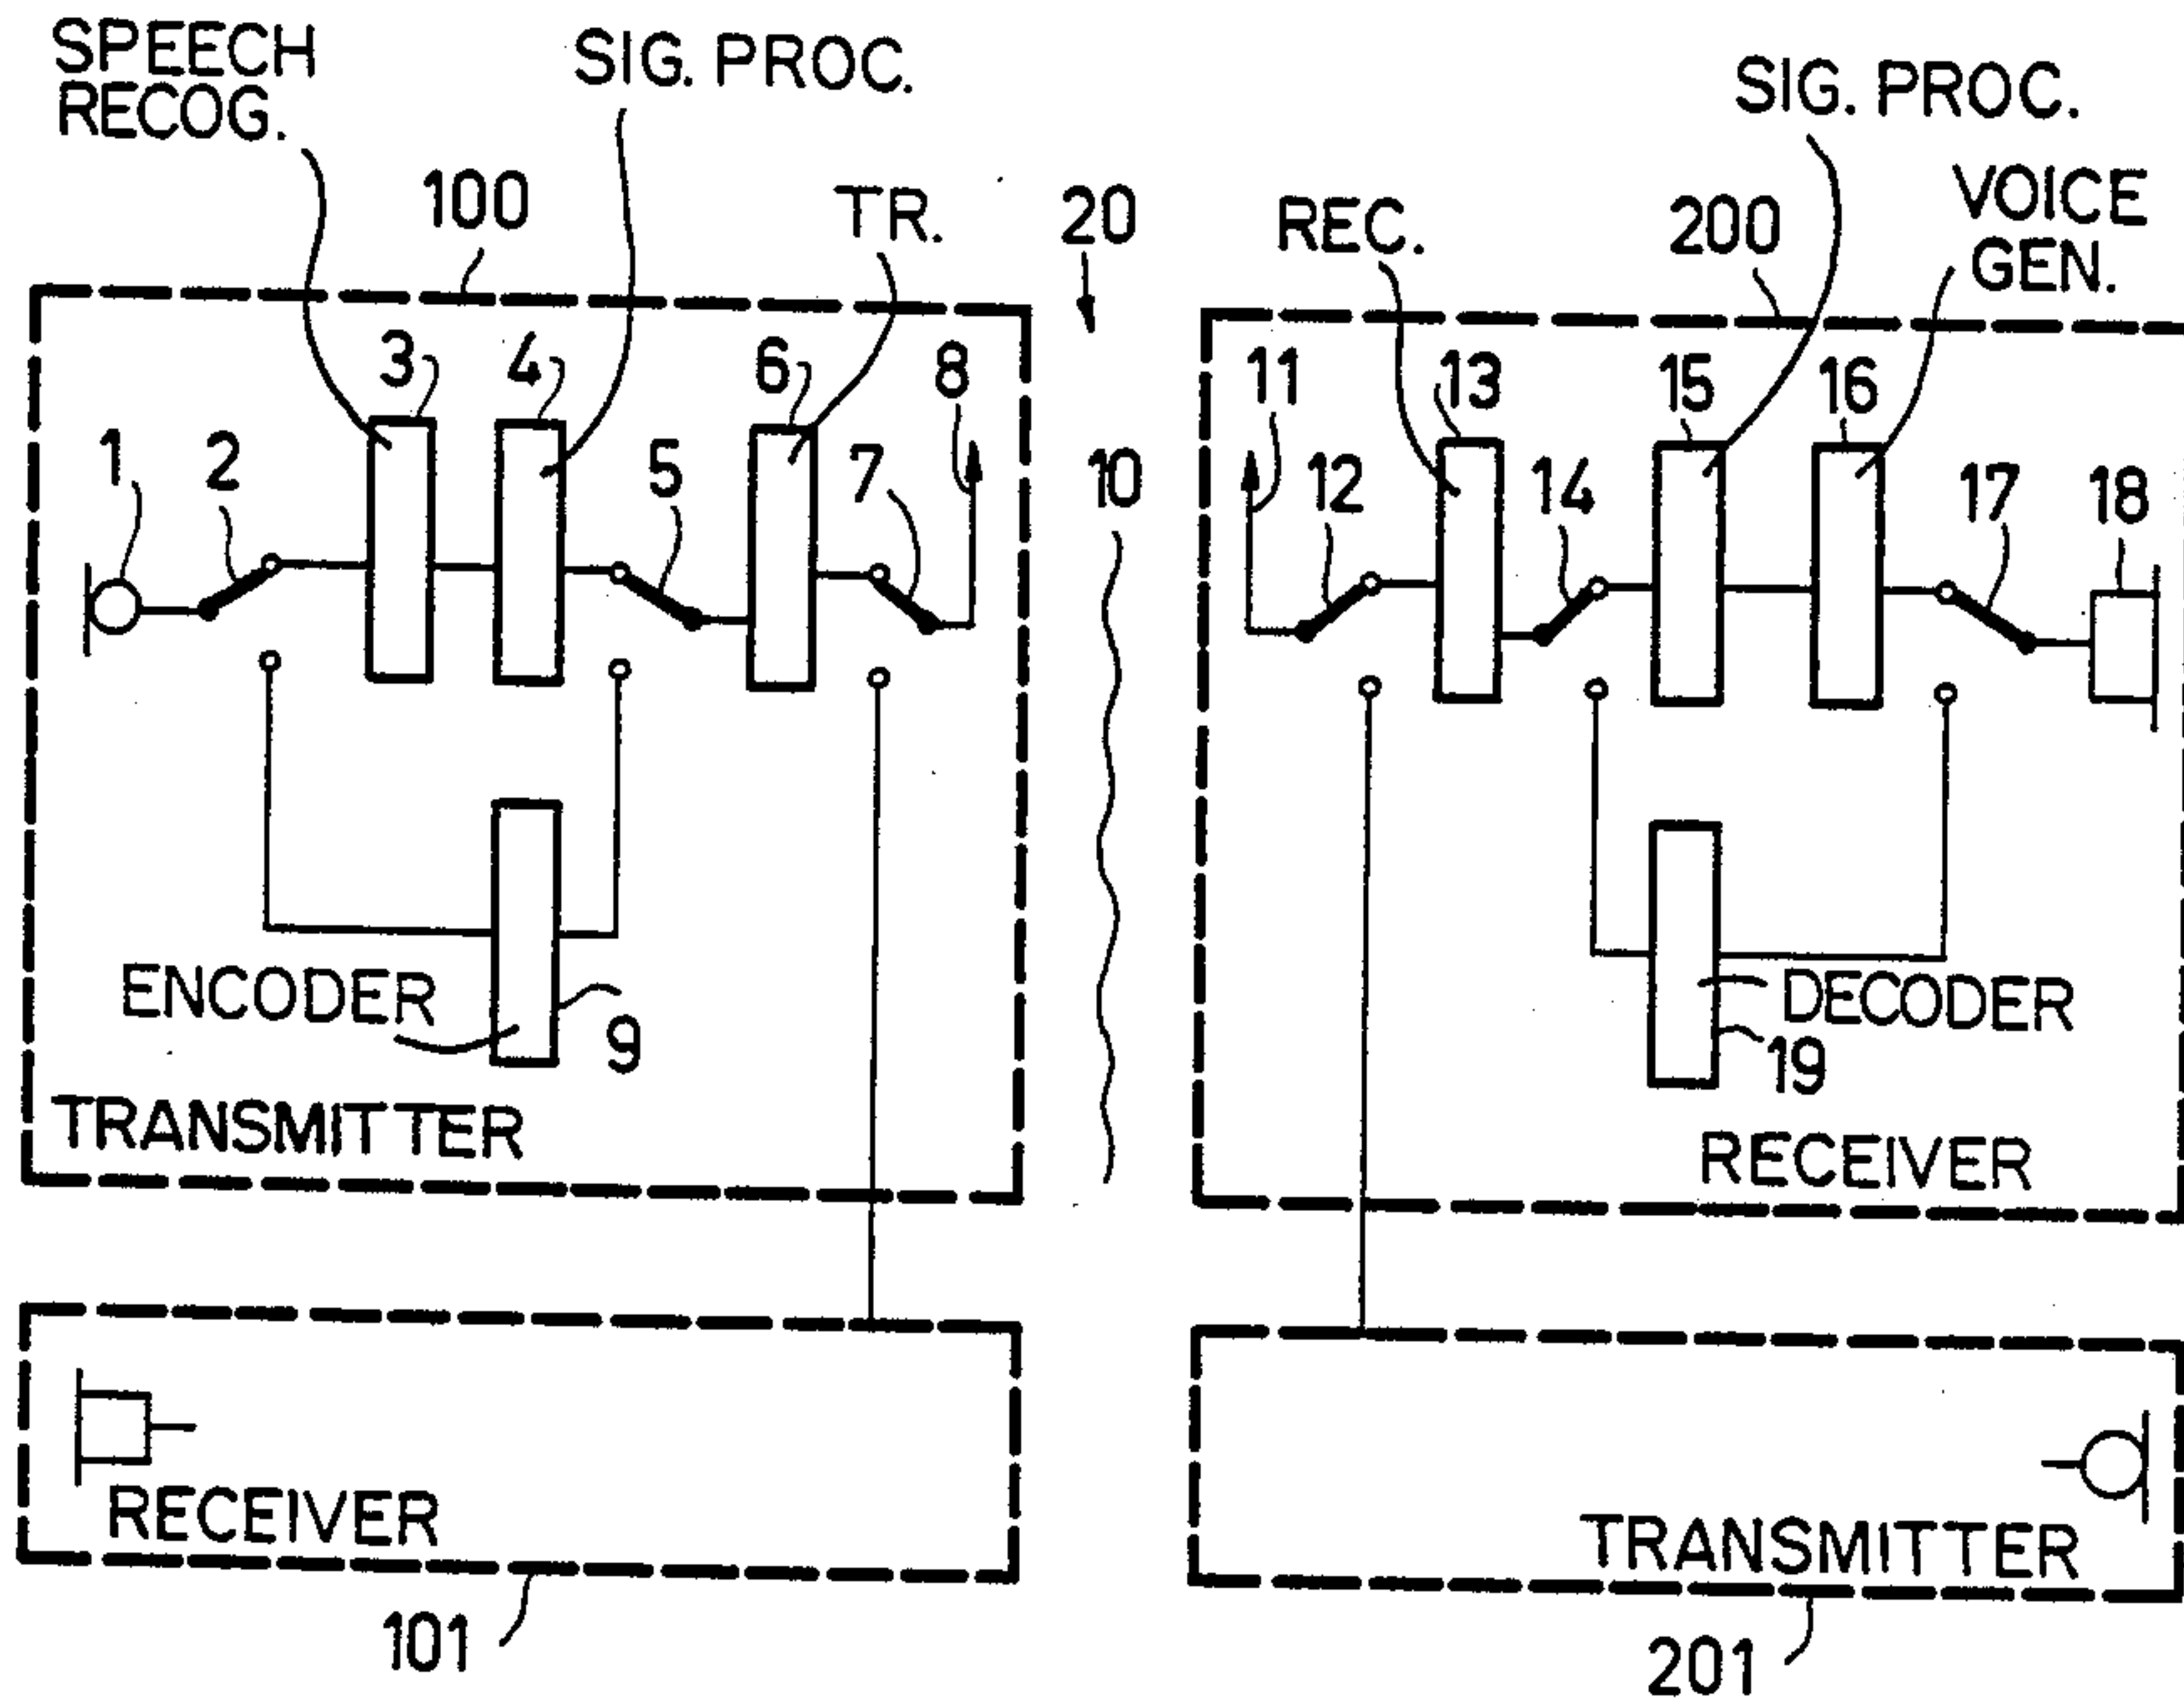 SPEECH
RECOG.
SIG. PROC.
SIG. PROC.
100
TR.
20
REC.
200
VOICE
GEN.
3
4
6
8
11
13
15
16
1
2
5
7
10
12
14
17
18
ENCODER
9
DECODER
19
TRANSMITTER
RECEIVER
RECEIVER
TRANSMITTER
101
201